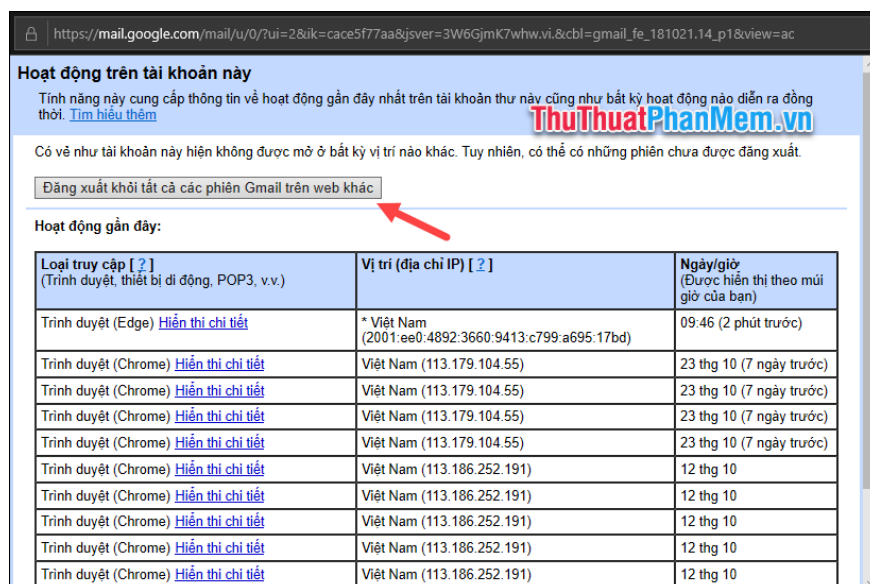 https://mail.google.com/mail/u/0/?ui=2&ik=cace5f77aa&jsver=3W6GjmK7whw.vi.&cbl=gmail_fe_181021.14_p1&view=ac
Hoạt động trên tài khoản này
Tính năng này cung cấp thông tin về hoạt động gần đây nhất trên tài khoản thư này cũng như bất kỳ hoạt động nào diễn ra đồng
thời. Tìm hiểu thêm
ThuThuatPhanMem.vn
Có vẻ như tài khoản này hiện không được mở ở bất kỳ vị trí nào khác. Tuy nhiên, có thể có những phiên chưa được đăng xuất.
Đăng xuất khỏi tất cả các phiên Gmail trên web khác
Hoạt động gần đây:
Loại truy cập [ ? ] Vị trí (địa chỉ IP) [ ? ] Ngày/giờ
(Trình duyệt, thiết bị di động, POP3, v.v.) (Được hiển thị theo múi
giờ của bạn)
Trình duyệt (Edge) Hiển thị chi tiết * Việt Nam 09:46 (2 phút trước)
(2001:ee0:4892:3660:9413:c799:a695:17bd)
Trình duyệt (Chrome) Hiển thị chi tiết Việt Nam (113.179.104.55) 23 thg 10 (7 ngày trước)
Trình duyệt (Chrome) Hiển thị chi tiết Việt Nam (113.179.104.55) 23 thg 10 (7 ngày trước)
Trình duyệt (Chrome) Hiển thị chi tiết Việt Nam (113.179.104.55) 23 thg 10 (7 ngày trước)
Trình duyệt (Chrome) Hiển thị chi tiết Việt Nam (113.179.104.55) 23 thg 10 (7 ngày trước)
Trình duyệt (Chrome) Hiển thị chi tiết Việt Nam (113.186.252.191) 12 thg 10
Trình duyệt (Chrome) Hiển thị chi tiết Việt Nam (113.186.252.191) 12 thg 10
Trình duyệt (Chrome) Hiển thị chi tiết Việt Nam (113.186.252.191) 12 thg 10
Trình duyệt (Chrome) Hiển thị chi tiết Việt Nam (113.186.252.191) 12 thg 10
Trình duyệt (Chrome) Hiển thị chi tiết Việt Nam (113.186.252.191) 12 thg 10